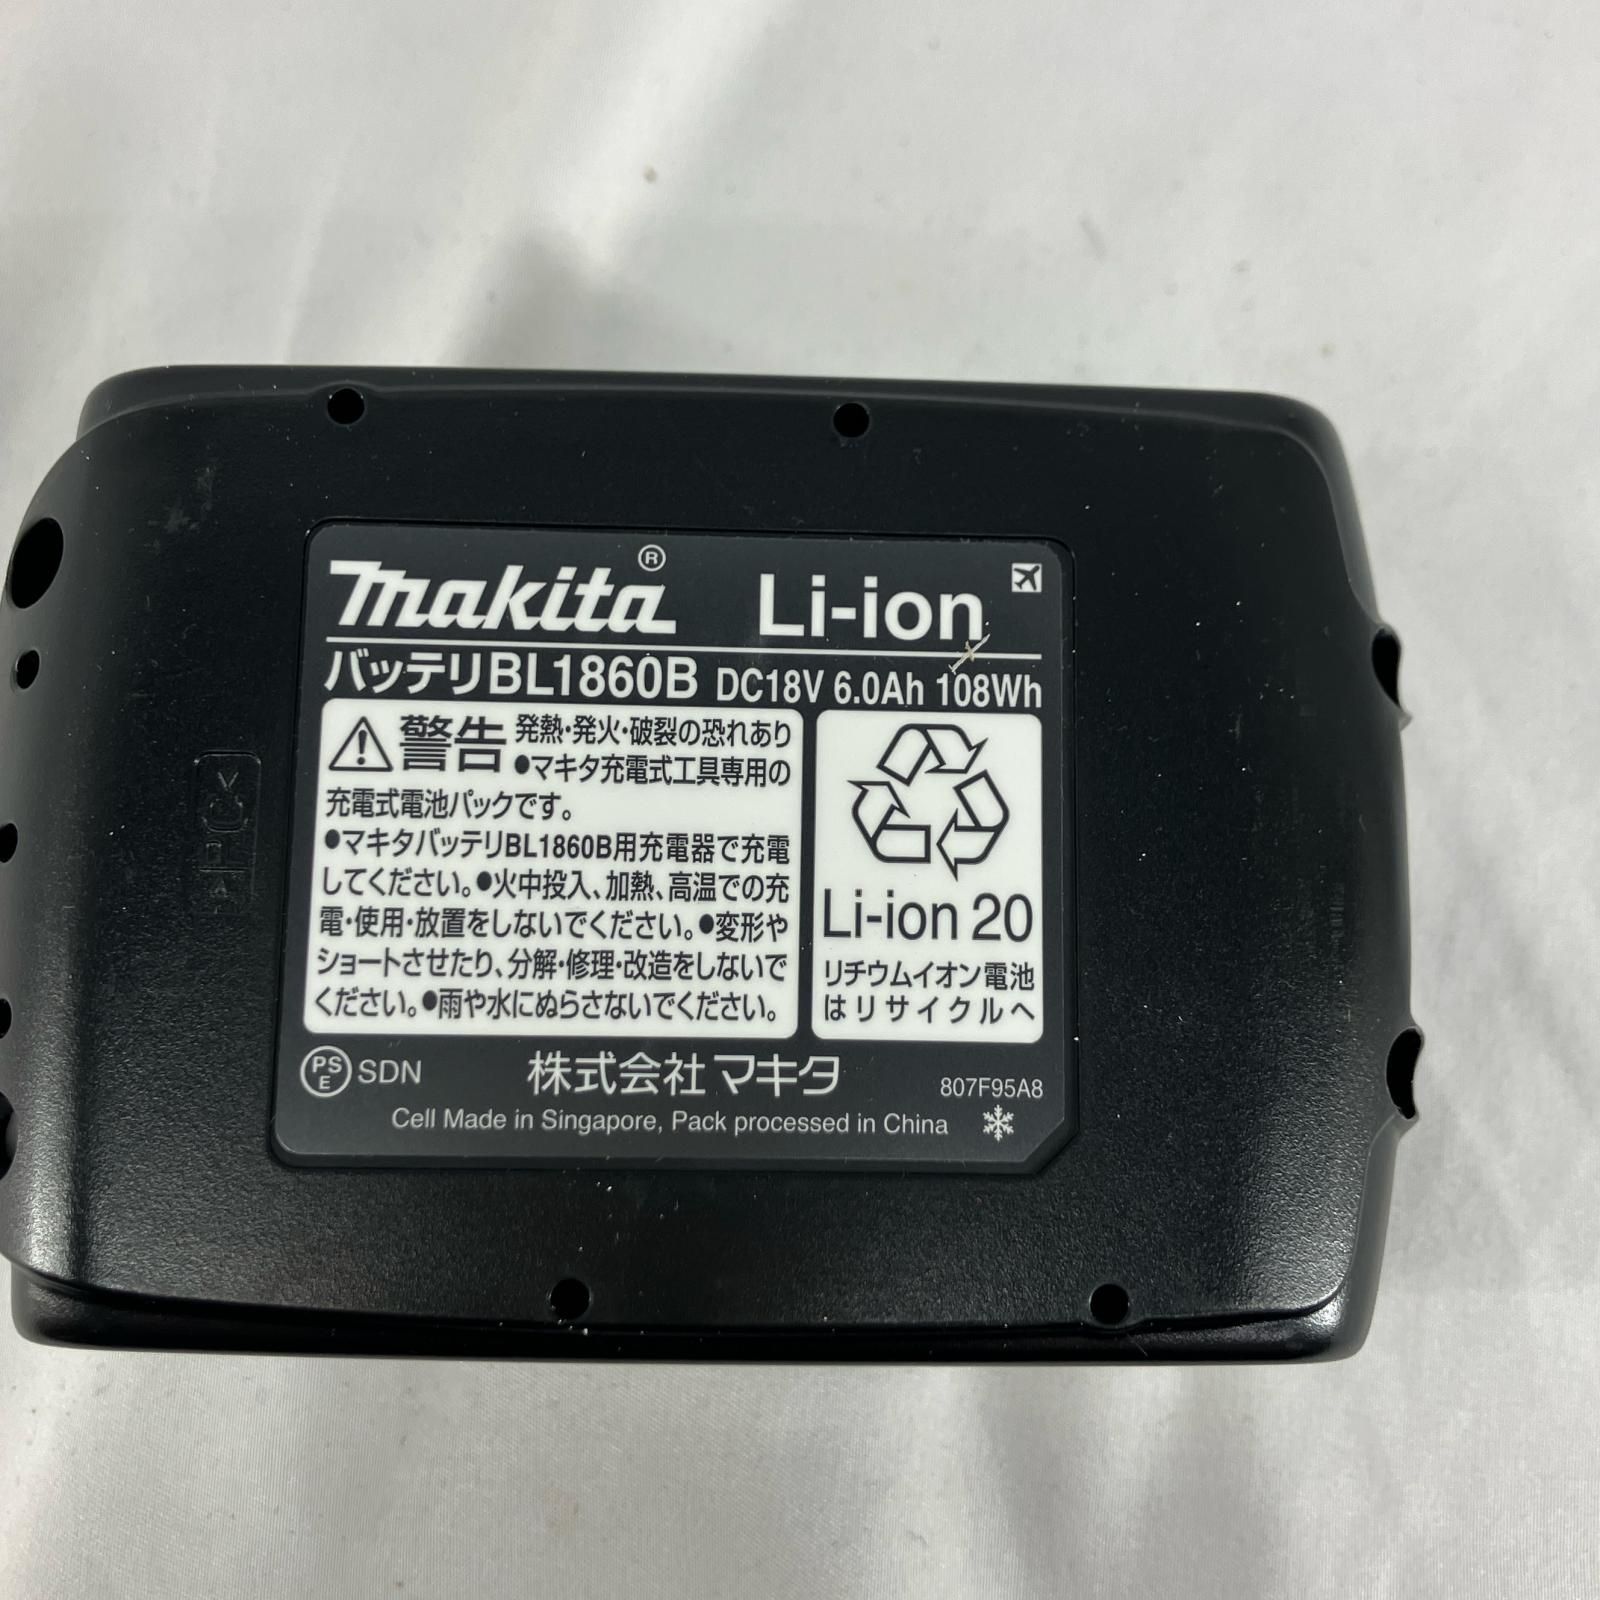 makita® Li-ion
バッテリBL1860B DC18V 6.0Ah 108Wh
警告 発熱・発火・破裂の恐れあり
●マキタ充電式工具専用の
充電式電池パックです。
●マキタバッテリBL1860B用充電器で充電
してください。●火中投入、加熱、高温での充
電・使用・放置をしないでください。●変形や
ショートさせたり、分解・修理・改造をしないで
ください。●雨や水にぬらさないでください。
Li-ion 20
リチウムイオン電池
はリサイクルへ
PSE SDN 株式会社マキタ 807F95A8
Cell Made in Singapore, Pack processed in China